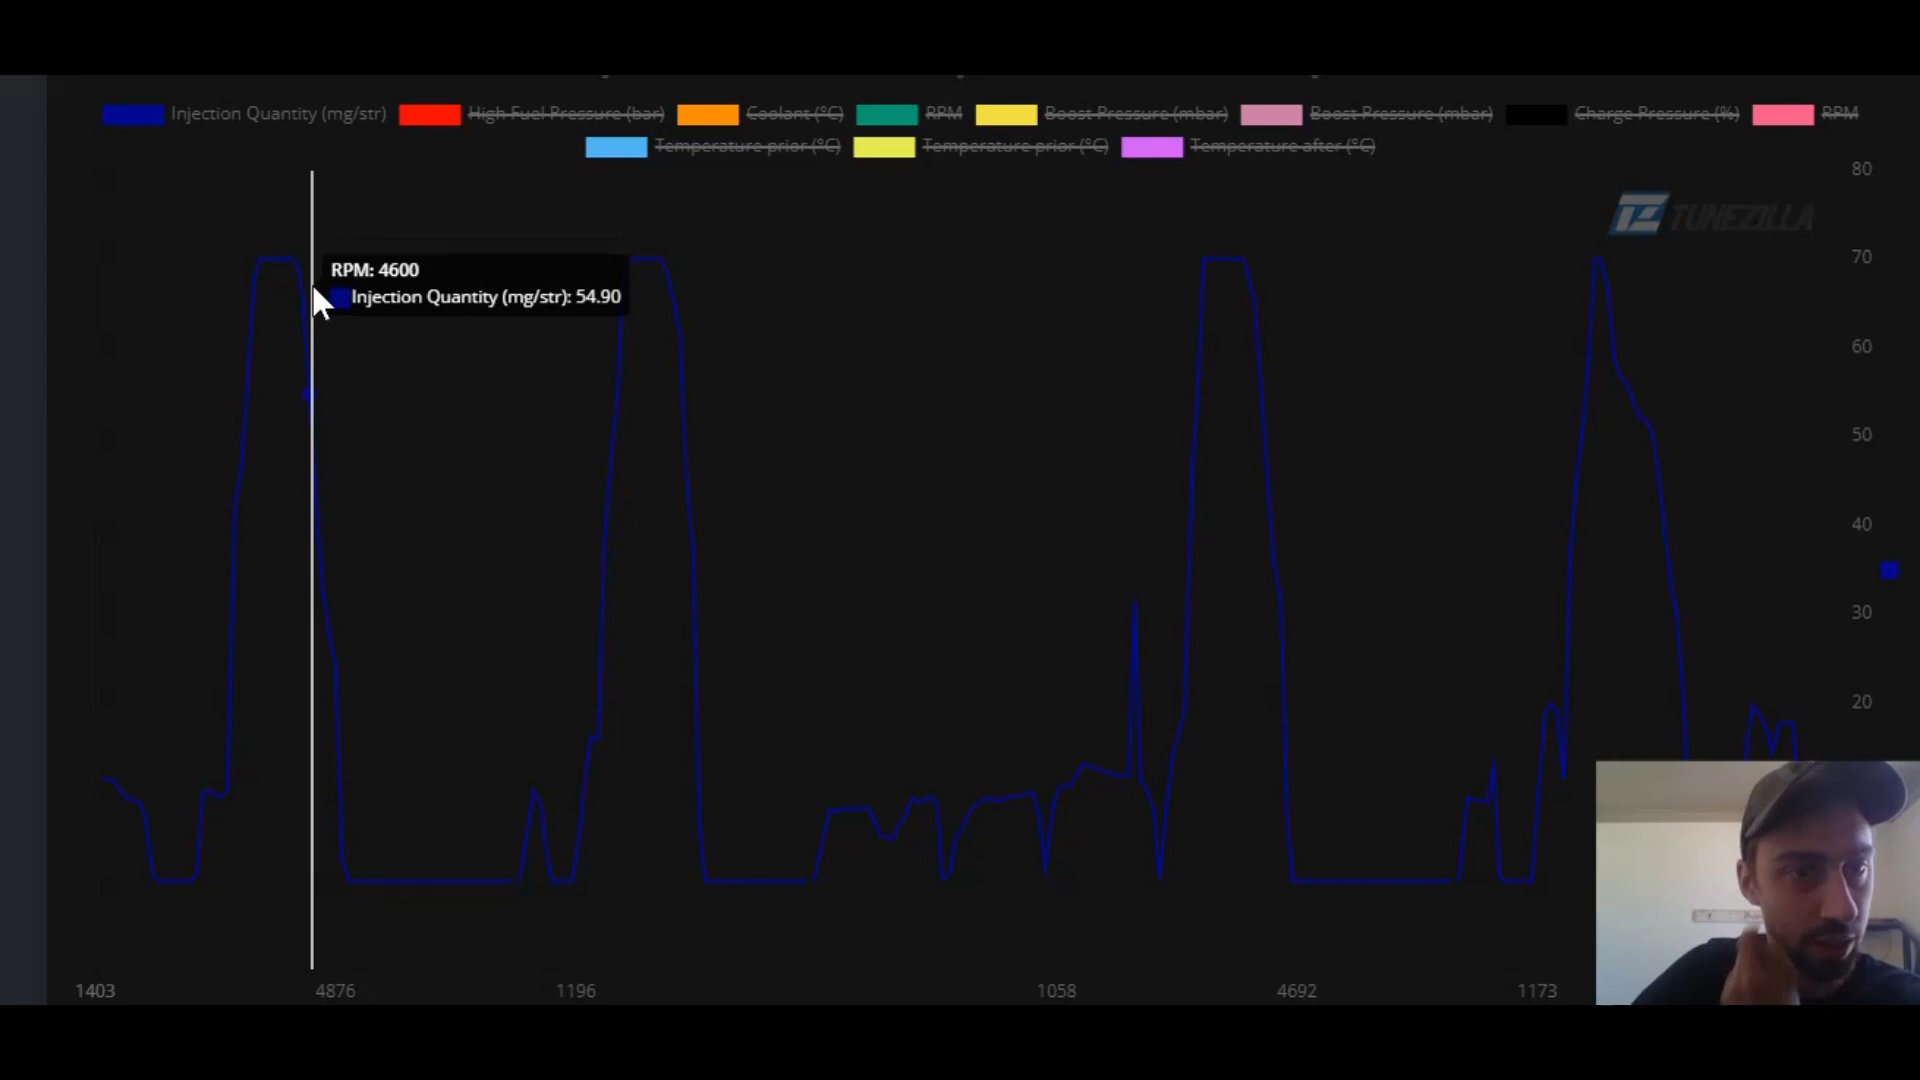 Injection Quantity (mg/str) High Fuel Pressure (bar) Coolant (°C) RPM Boost Pressure (mbar) Boost Pressure (mbar) Charge Pressure (%) RPM
Temperature prior (°C) Temperature prior (°C) Temperature after (°C)
80
TUNEZILLA
70
RPM: 4600
Injection Quantity (mg/str): 54.90
60
50
40
30
20
1403 4876 1196 1058 4692 1173